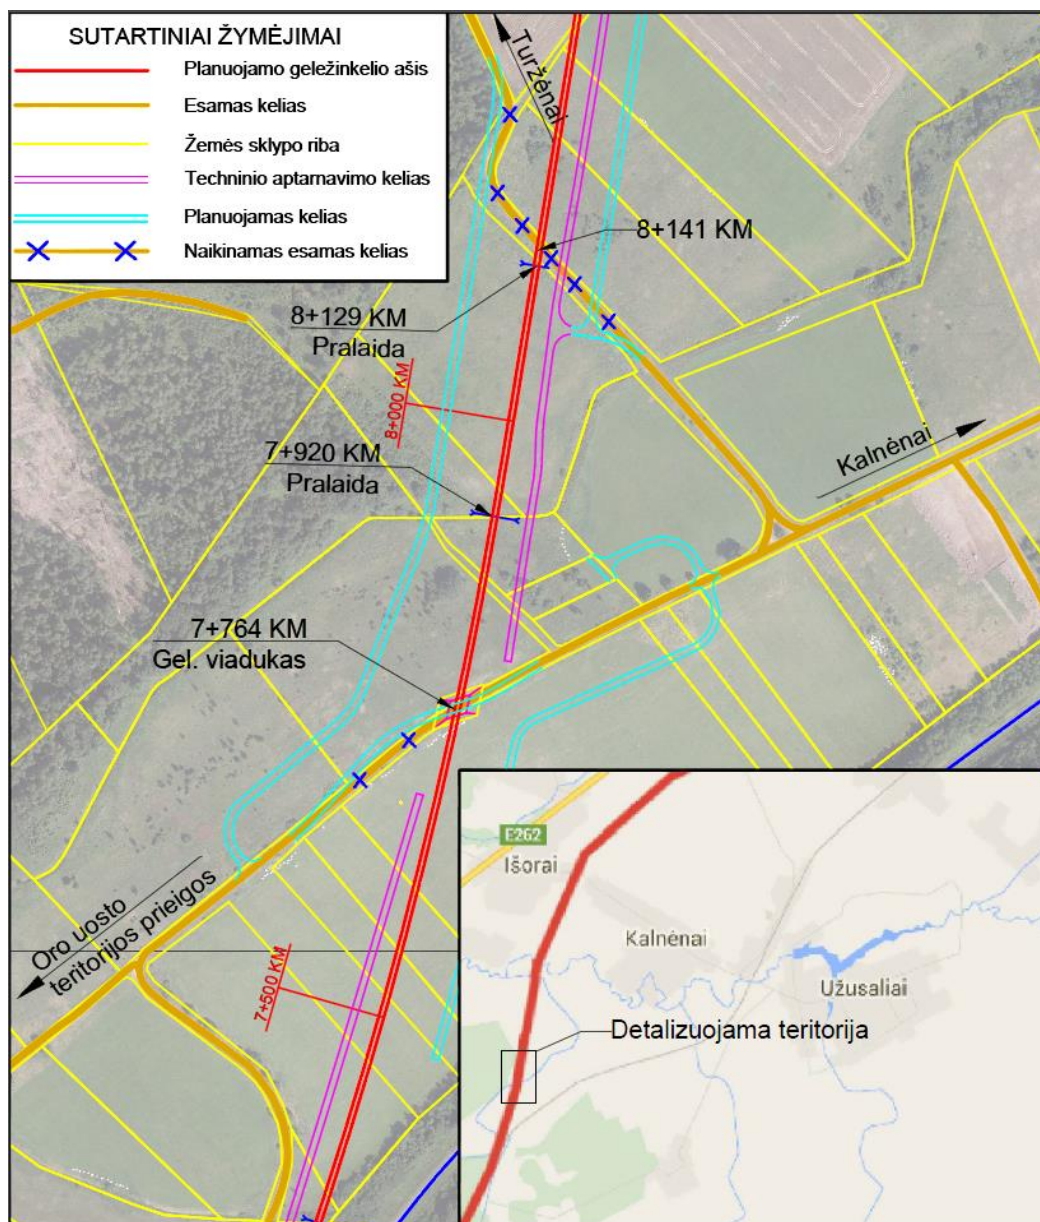 SUTARTINIAI ŽYMĖJIMAI
Planuojamo geležinkelio ašis
Esamas kelias
Žemės sklypo riba
Techninio aptarnavimo kelias
Planuojamas kelias
Naikinamas esamas kelias
Turžėnai
8+141 KM
8+129 KM
Pralaida
8+000 KM
7+920 KM
Pralaida
Kalnėnai
7+764 KM
Gel. viadukas
Oro uosto
teritorijos prieigos
7+500 KM
E262
Išorai
Kalnėnai
Užusaliai
Detalizuojama teritorija